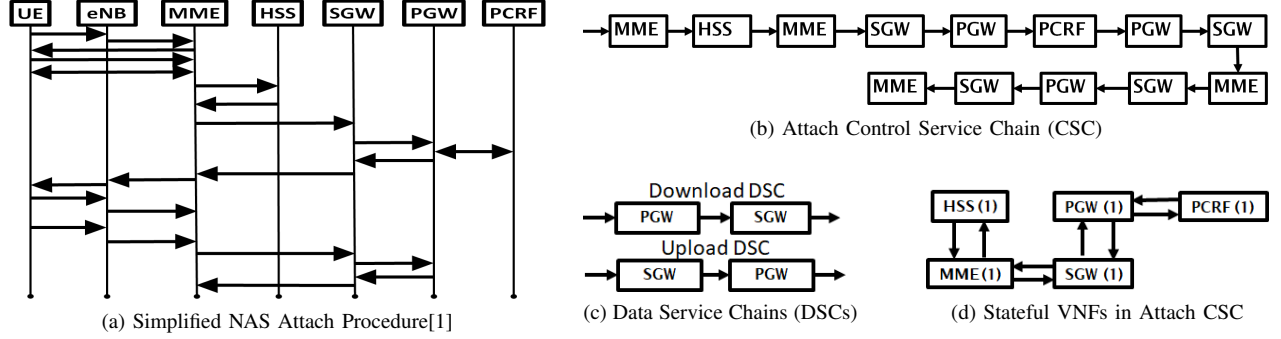 UE eNB MME HSS SGW PGW PCRF
(a) Simplified NAS Attach Procedure[1]
MME HSS MME SGW PGW PCRF PGW SGW
MME SGW PGW SGW MME
(b) Attach Control Service Chain (CSC)
Download DSC
PGW SGW
Upload DSC
SGW PGW
(c) Data Service Chains (DSCs)
HSS (1) PGW (1) PCRF (1)
MME (1) SGW (1)
(d) Stateful VNFs in Attach CSC